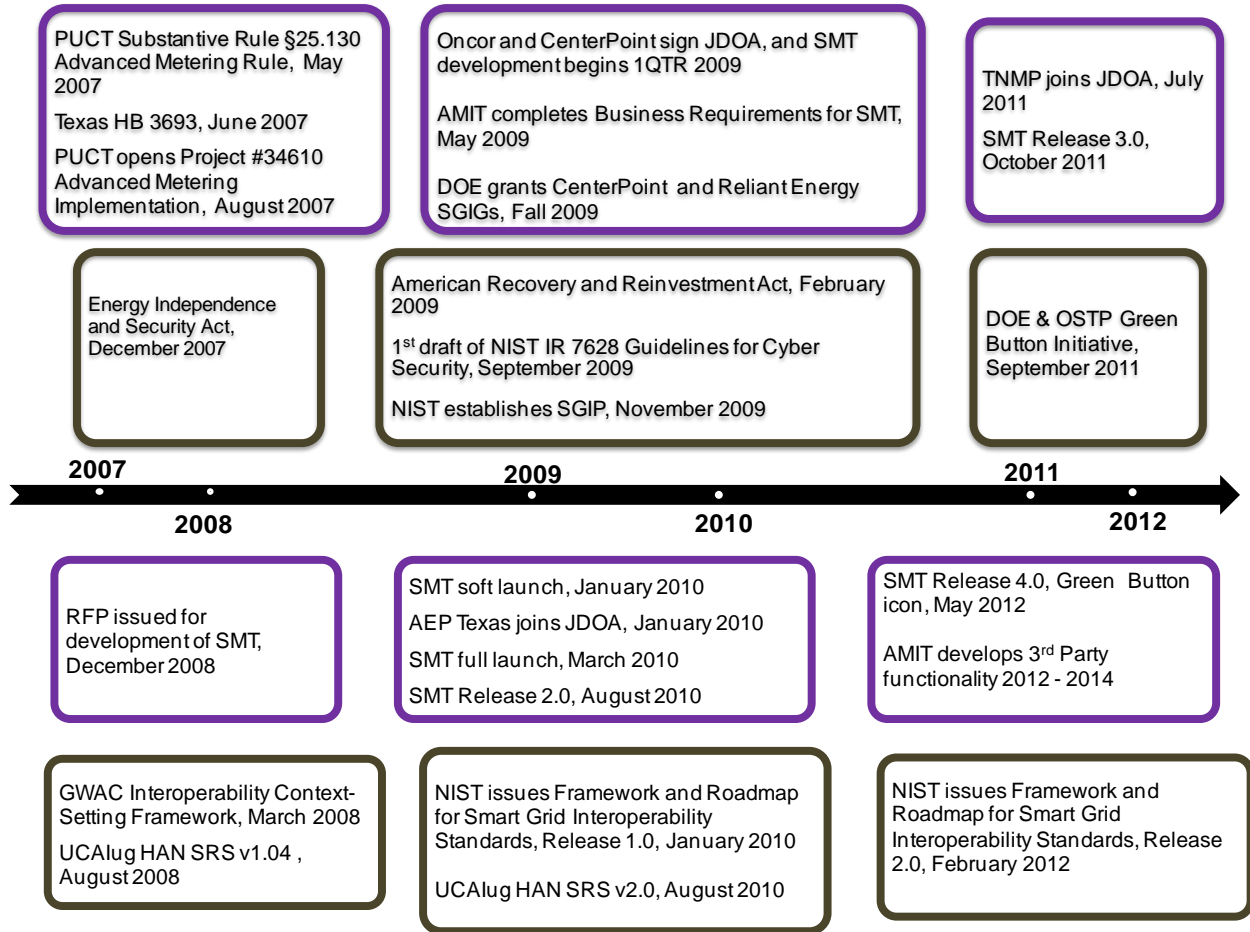 PUCT Substantive Rule §25.130
Advanced Metering Rule, May
2007
Texas HB 3693, June 2007
PUCT opens Project #34610
Advanced Metering
Implementation, August 2007
Oncor and CenterPoint sign JDOA, and SMT
development begins 1QTR 2009
AMIT completes Business Requirements for SMT,
May 2009
DOE grants CenterPoint and Reliant Energy
SGIGs, Fall 2009
TNMP joins JDOA, July
2011
SMT Release 3.0,
October 2011
Energy Independence
and Security Act,
December 2007
American Recovery and Reinvestment Act, February
2009
1st draft of NIST IR 7628 Guidelines for Cyber
Security, September 2009
NIST establishes SGIP, November 2009
DOE & OSTP Green
Button Initiative,
September 2011
2007
2008
2009
2010
2011
2012
RFP issued for
development of SMT,
December 2008
SMT soft launch, January 2010
AEP Texas joins JDOA, January 2010
SMT full launch, March 2010
SMT Release 2.0, August 2010
SMT Release 4.0, Green Button
icon, May 2012
AMIT develops 3rd Party
functionality 2012 - 2014
GWAC Interoperability Context-
Setting Framework, March 2008
UCAIug HAN SRS v1.04 ,
August 2008
NIST issues Framework and Roadmap
for Smart Grid Interoperability
Standards, Release 1.0, January 2010
UCAIug HAN SRS v2.0, August 2010
NIST issues Framework and
Roadmap for Smart Grid
Interoperability Standards, Release
2.0, February 2012